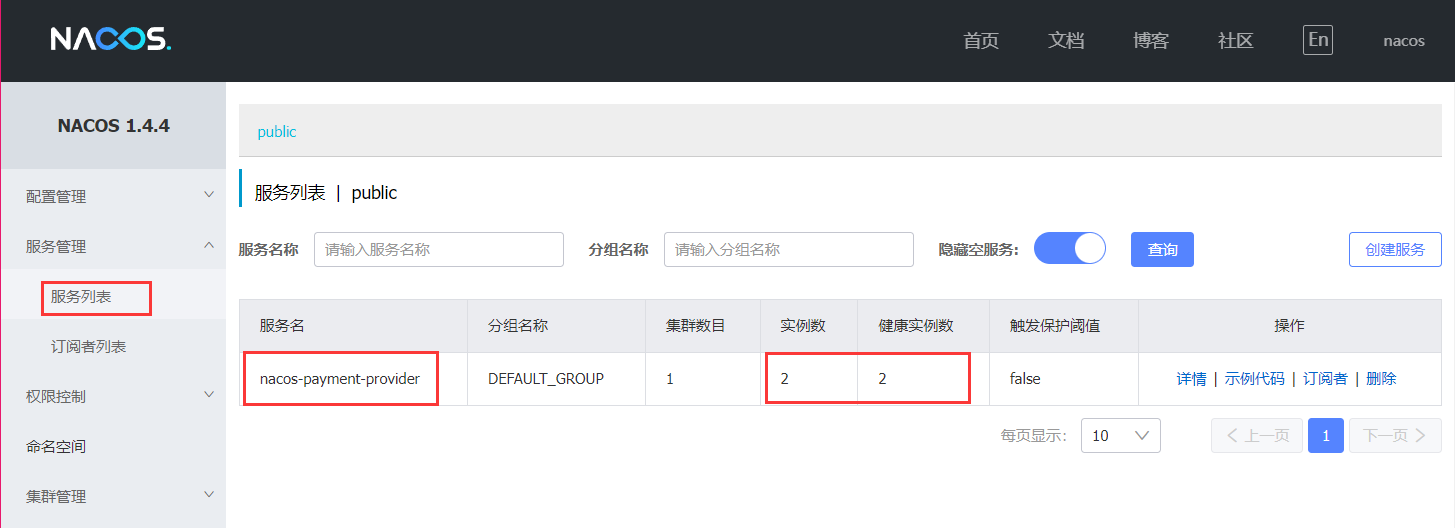 NACOS. 首页 文档 博客 社区 En nacos
NACOS 1.4.4
配置管理
服务管理
服务列表
订阅者列表
权限控制
命名空间
集群管理
public
服务列表 | public
服务名称 请输入服务名称 分组名称 请输入分组名称 隐藏空服务: 查询 创建服务
服务名 分组名称 集群数目 实例数 健康实例数 触发保护阈值 操作
nacos-payment-provider DEFAULT_GROUP 1 2 2 false 详情 | 示例代码 | 订阅者 | 删除
每页显示: 10 上一页 1 下一页